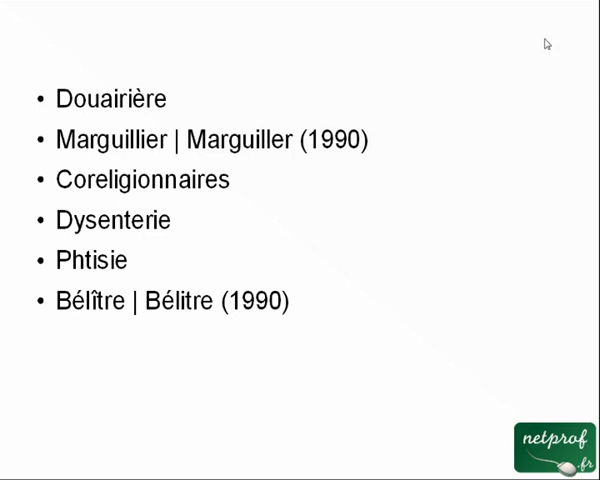 • Douairière
• Marguillier | Marguiller (1990)
• Coreligionnaires
• Dysenterie
• Phtisie
• Bélître | Bélitre (1990)
netprof
.fr